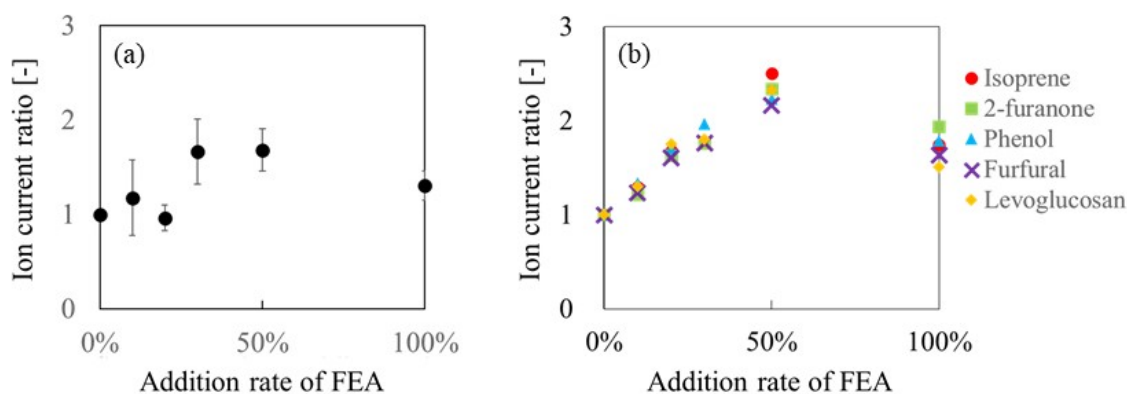 (a)
Ion current ratio [-]
3
2
1
0
0%
50%
100%
Addition rate of FEA
(b)
Ion current ratio [-]
3
2
1
0
0%
50%
100%
Addition rate of FEA
Isoprene
2-furanone
Phenol
Furfural
Levoglucosan